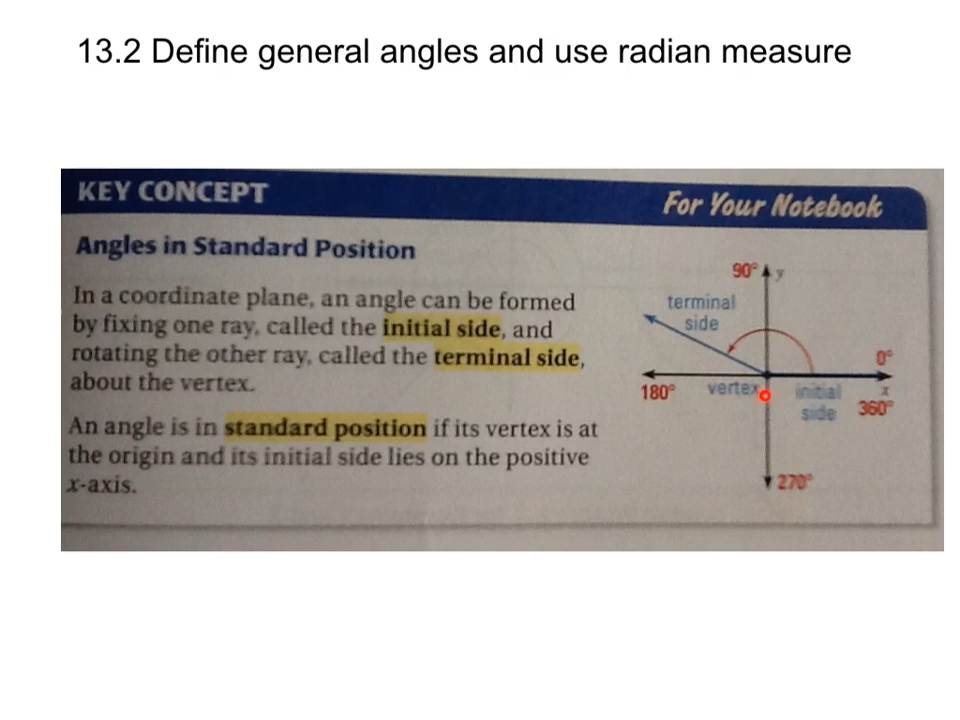 13.2 Define general angles and use radian measure
KEY CONCEPT
For Your Notebook
Angles in Standard Position
In a coordinate plane, an angle can be formed
by fixing one ray, called the initial side, and
rotating the other ray, called the terminal side,
about the vertex.
An angle is in standard position if its vertex is at
the origin and its initial side lies on the positive
x-axis.
90° y
terminal
side
0°
180° vertex initial x
side 360°
270°